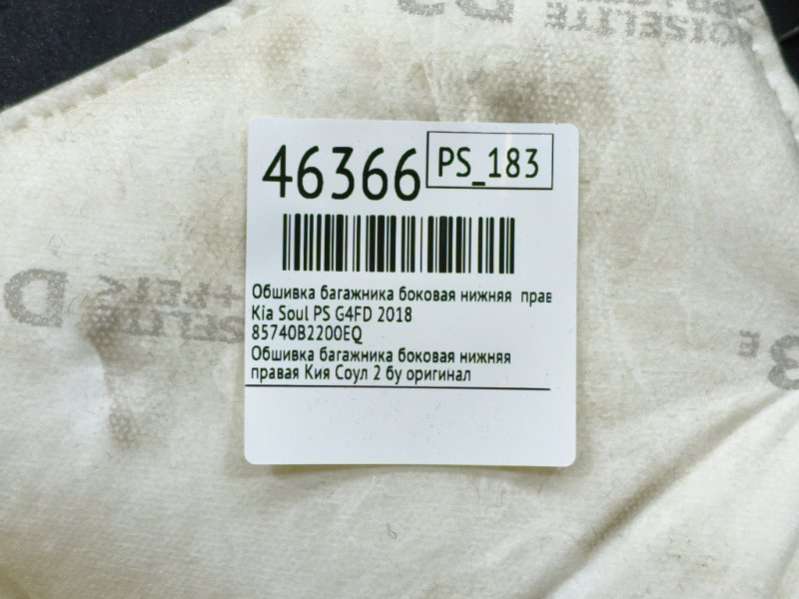 46366
PS_183
Обшивка багажника боковая нижняя прав
Kia Soul PS G4FD 2018
85740B2200EQ
Обшивка багажника боковая нижняя
правая Кия Соул 2 бу оригинал